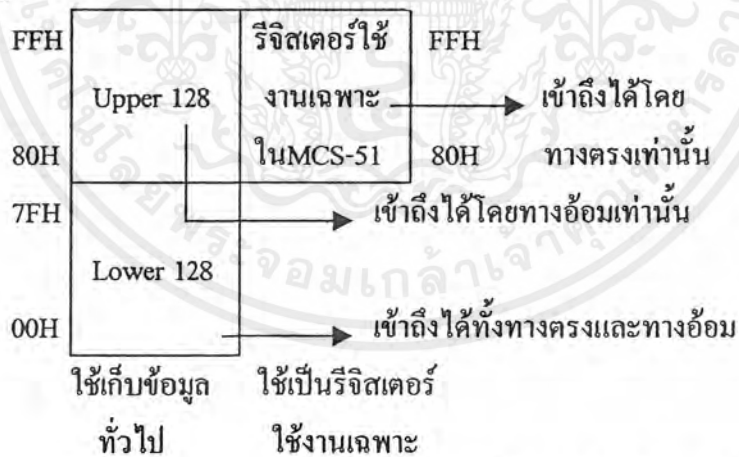 FFH รีจิสเตอร์ใช้ FFH
Upper 128 งานเฉพาะ เข้าถึงได้โดย
80H ในMCS-51 80H ทางตรงเท่านั้น
7FH เข้าถึงได้โดยทางอ้อมเท่านั้น
Lower 128
00H เข้าถึงได้ทั้งทางตรงและทางอ้อม
ใช้เก็บข้อมูล ใช้เป็นรีจิสเตอร์
ทั่วไป ใช้งานเฉพาะ